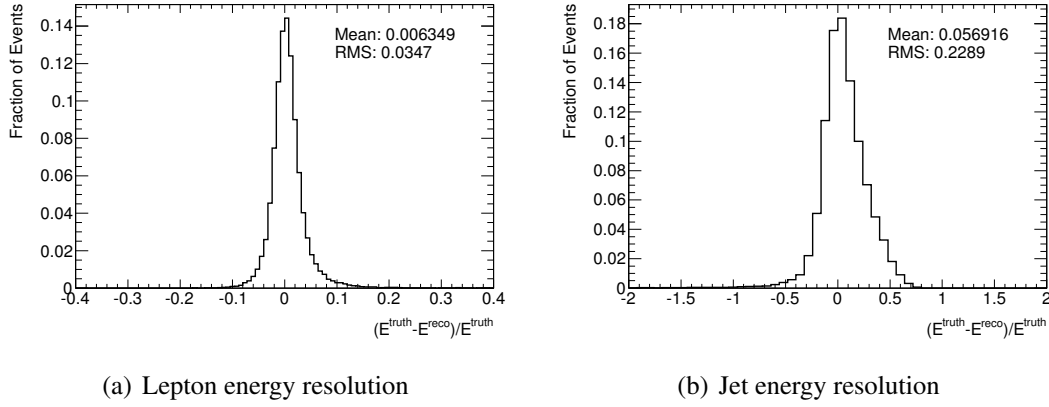 Fraction of Events
0.14
0.12
0.1
0.08
0.06
0.04
0.02
0
Mean: 0.006349
RMS: 0.0347
-0.4 -0.3 -0.2 -0.1 0 0.1 0.2 0.3 0.4
(E^truth-E^reco)/E^truth
(a) Lepton energy resolution
Fraction of Events
0.18
0.16
0.14
0.12
0.1
0.08
0.06
0.04
0.02
0
Mean: 0.056916
RMS: 0.2289
-2 -1.5 -1 -0.5 0 0.5 1 1.5 2
(E^truth-E^reco)/E^truth
(b) Jet energy resolution